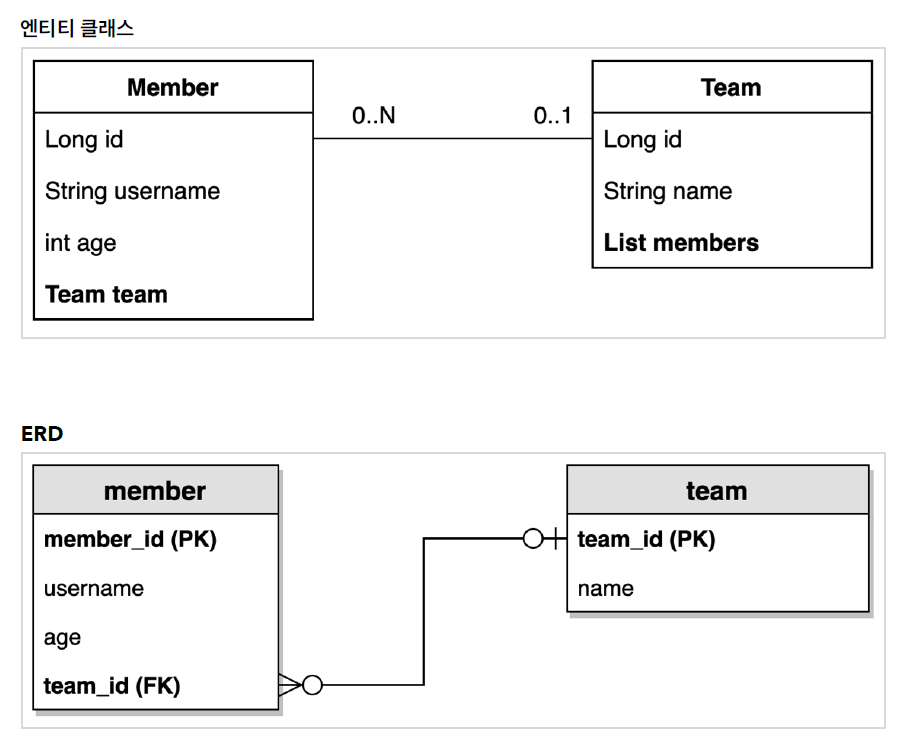 엔티티 클래스
Member
Long id
String username
int age
Team team
0..N
0..1
Team
Long id
String name
List members
ERD
member
member_id (PK)
username
age
team_id (FK)
team
team_id (PK)
name